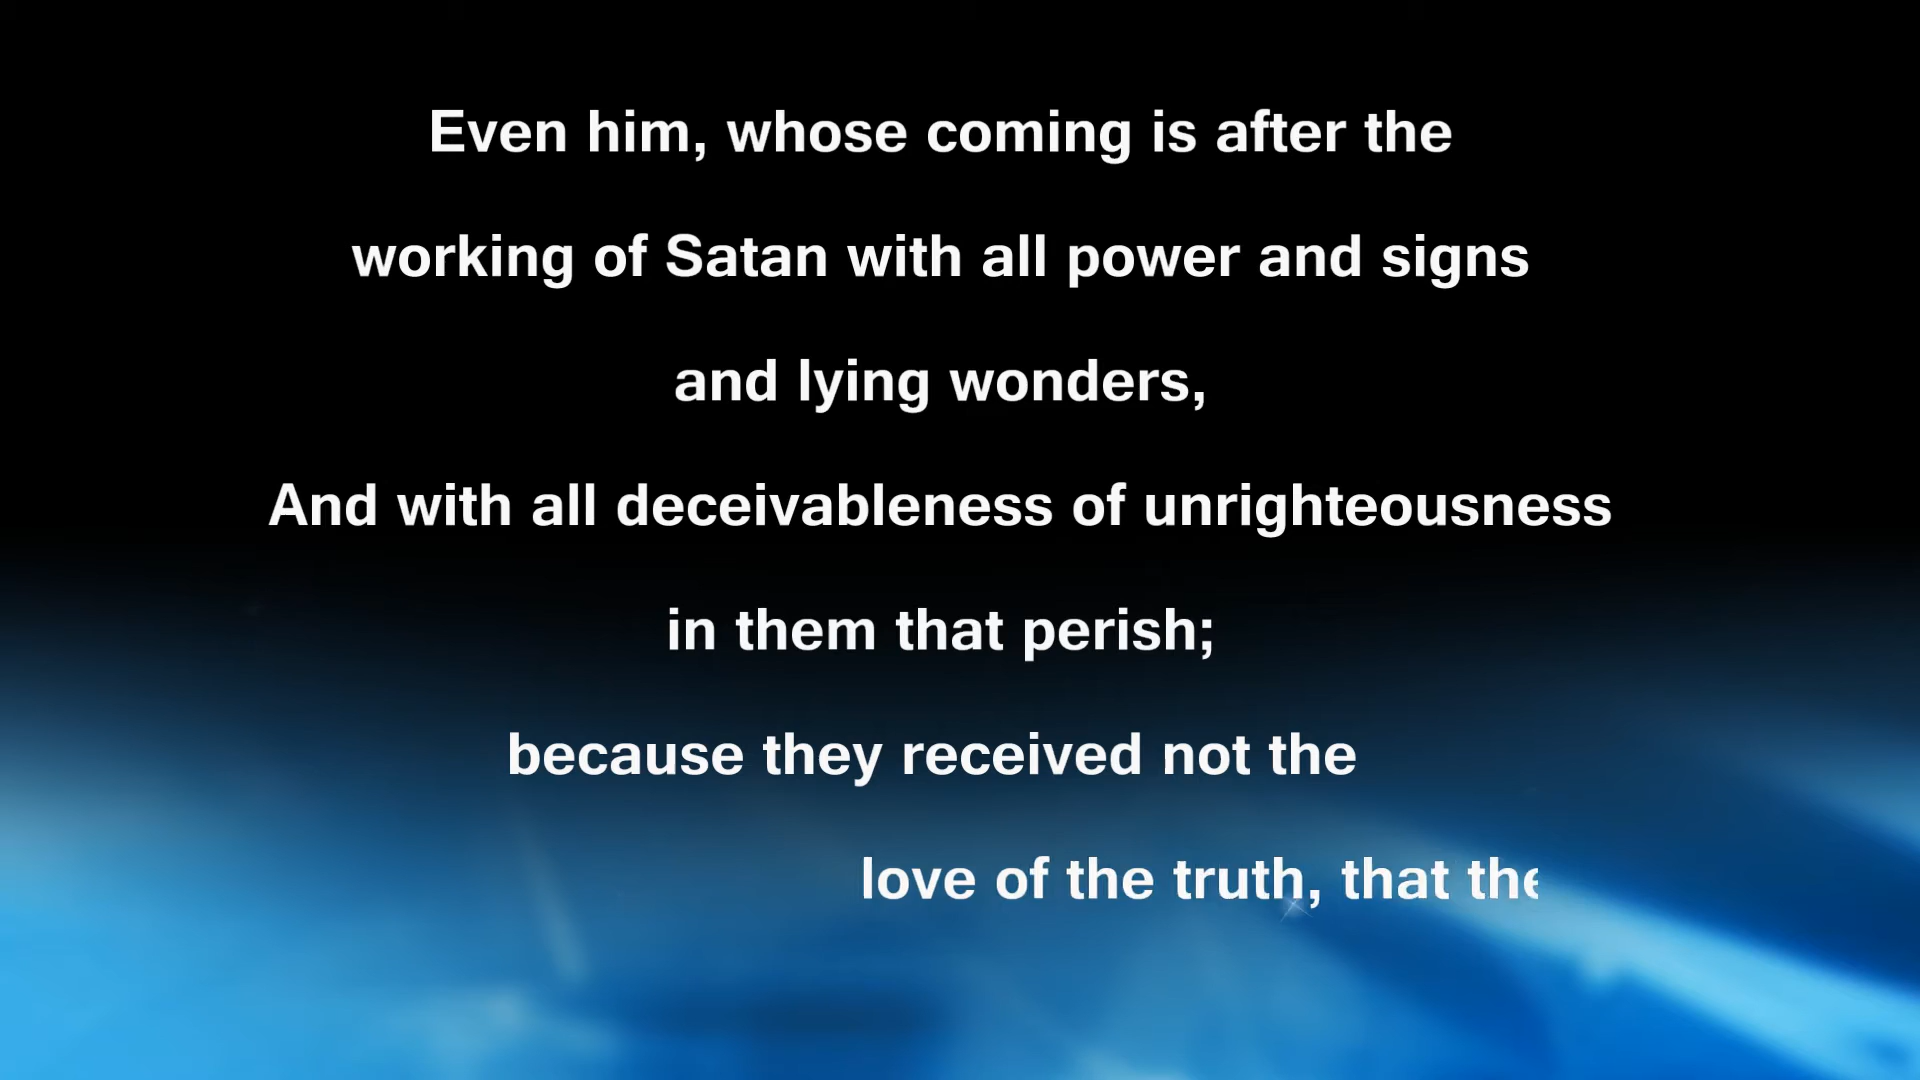 Even him, whose coming is after the
working of Satan with all power and signs
and lying wonders,
And with all deceivableness of unrighteousness
in them that perish;
because they received not the
love of the truth, that the